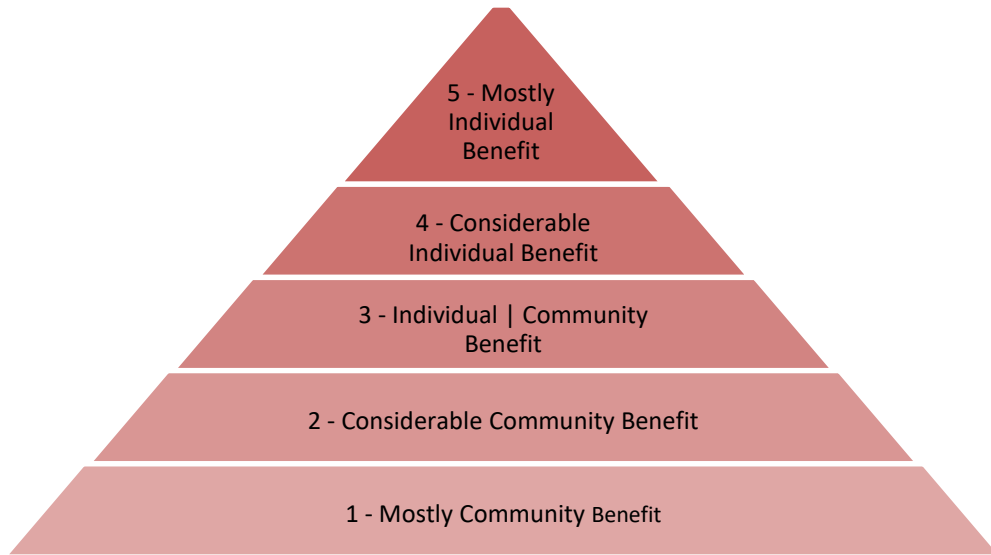 5 - Mostly
Individual
Benefit
4 - Considerable
Individual Benefit
3 - Individual | Community
Benefit
2 - Considerable Community Benefit
1 - Mostly Community Benefit